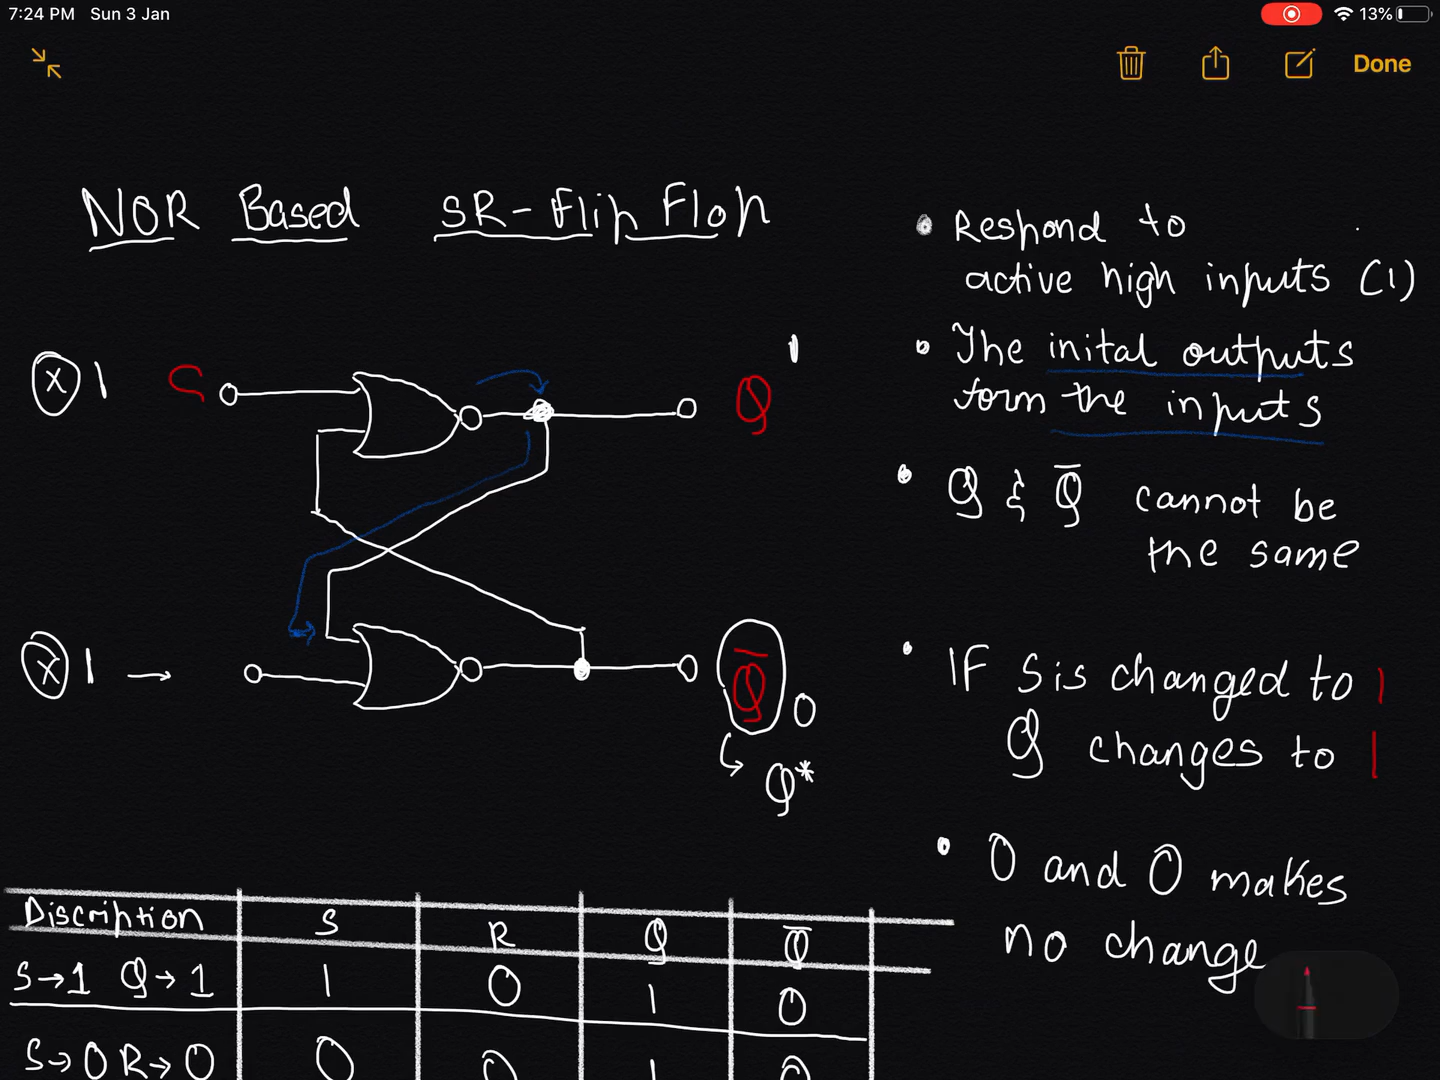 7:24 PM Sun 3 Jan
13%
Done
NOR Based SR-Flip Flop
X 1 S
Q 1
X 1 →
Q̅ 0
↳ Q*
• Respond to
active high inputs (1)
• The inital outputs
form the inputs
• Q & Q̅ cannot be
the same
• IF S is changed to 1
Q changes to 1
• 0 and 0 makes
no change
Discription S R Q Q̅
S→1 Q→1 1 0 1 0
S→0 R→0 0 0 1 0